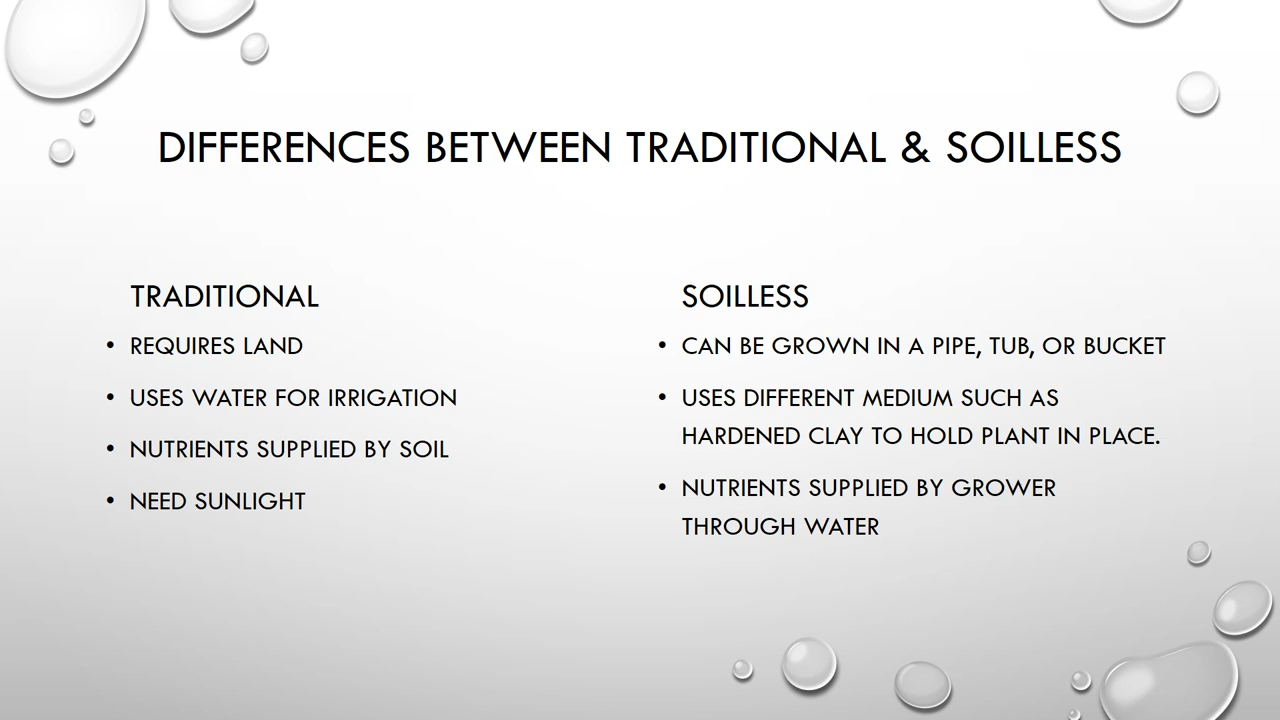 DIFFERENCES BETWEEN TRADITIONAL & SOILLESS
TRADITIONAL
• REQUIRES LAND
• USES WATER FOR IRRIGATION
• NUTRIENTS SUPPLIED BY SOIL
• NEED SUNLIGHT
SOILLESS
• CAN BE GROWN IN A PIPE, TUB, OR BUCKET
• USES DIFFERENT MEDIUM SUCH AS
HARDENED CLAY TO HOLD PLANT IN PLACE.
• NUTRIENTS SUPPLIED BY GROWER
THROUGH WATER